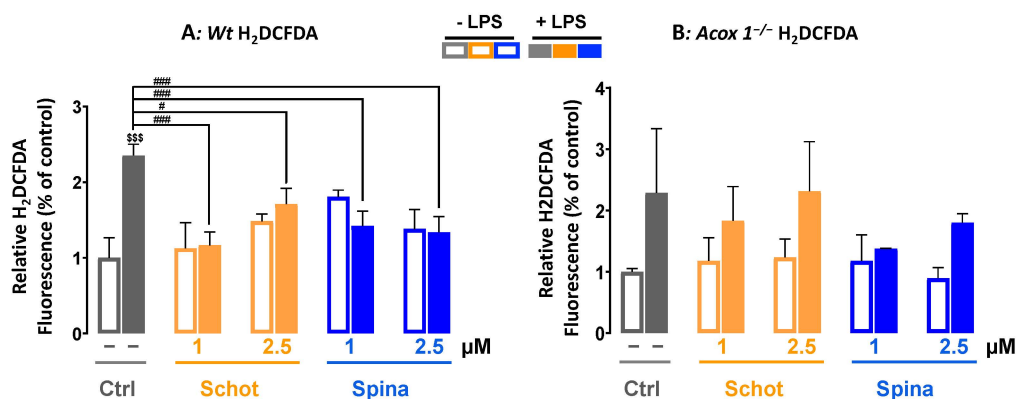 A: Wt H₂DCFDA
- LPS + LPS
B: Acox 1⁻/⁻ H₂DCFDA
Relative H₂DCFDA
Fluorescence (% of control)
3
2
1
0
###
###
#
###
$$$
– – 1 2.5 1 2.5 µM
Ctrl Schot Spina
Relative H2DCFDA
Fluorescence (% of control)
4
3
2
1
0
– – 1 2.5 1 2.5 µM
Ctrl Schot Spina